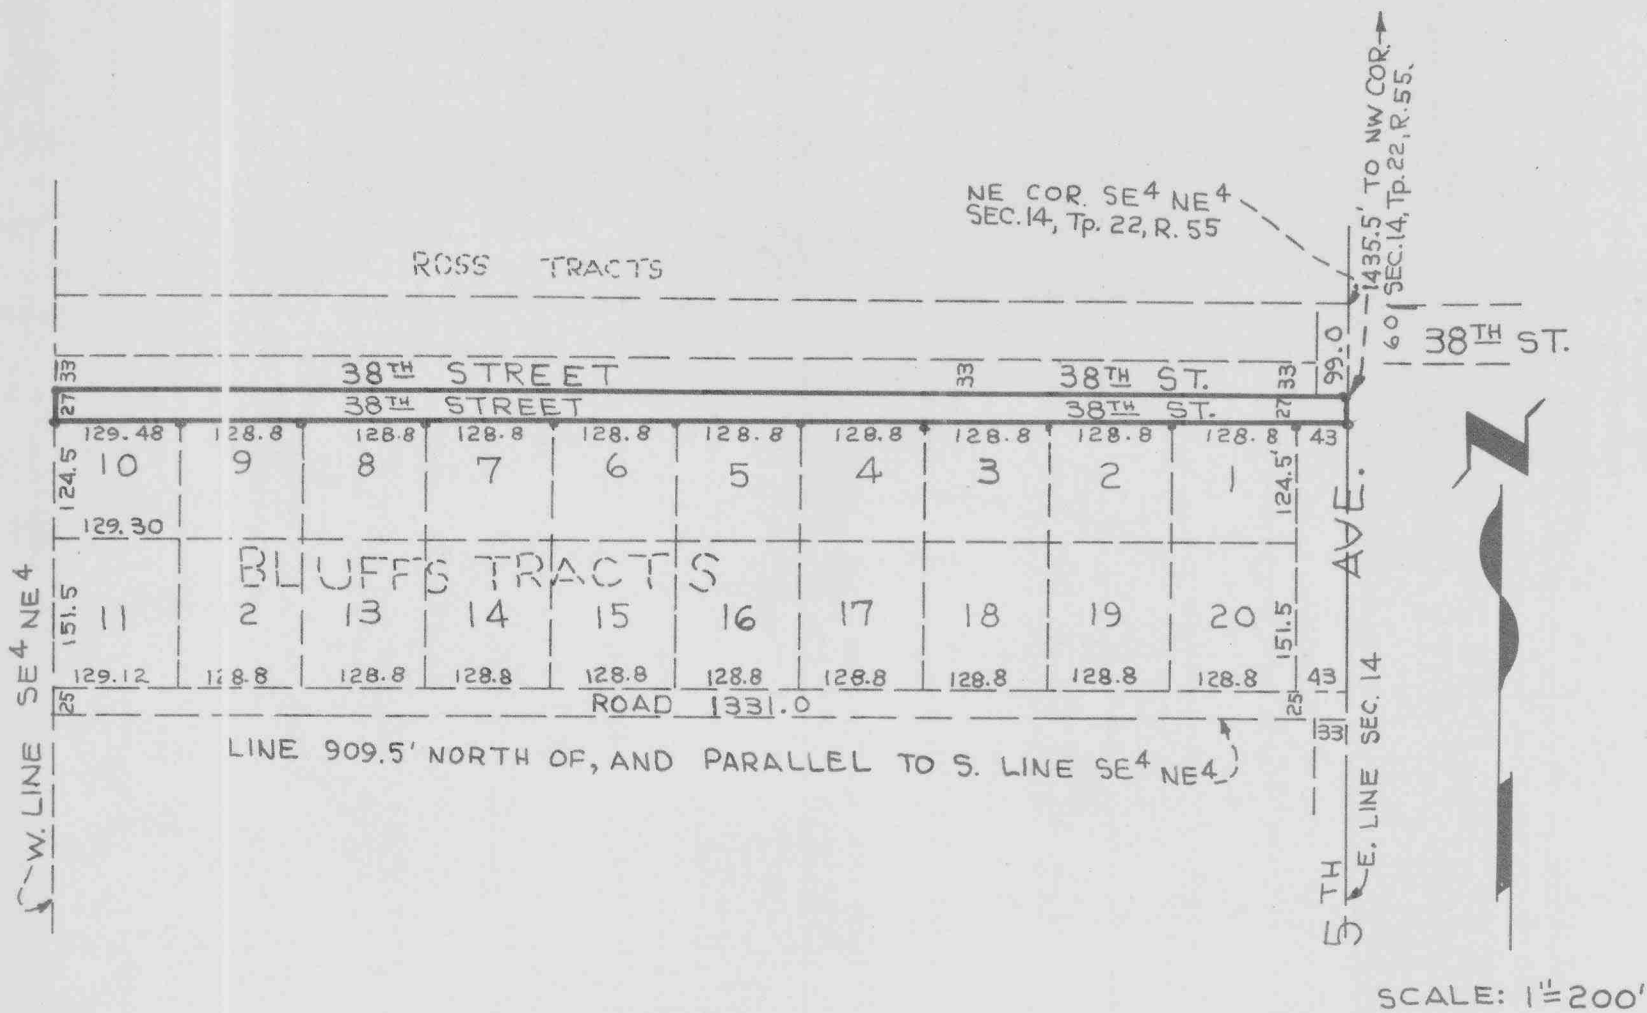 1435.5' TO NW COR.
SEC.14, Tp.22, R.55.
NE COR. SE⁴ NE⁴
SEC.14, Tp. 22, R. 55
ROSS TRACTS
99.0
60
38TH ST.
33
38TH STREET
33
38TH ST.
33
27
38TH STREET
38TH ST.
27
129.48 128.8 128.8 128.8 128.8 128.8 128.8 128.8 128.8 128.8 43
124.5
10 9 8 7 6 5 4 3 2 1
124.5'
129.30
BLUFFS TRACTS
151.5
11 2 13 14 15 16 17 18 19 20
151.5
129.12 128.8 128.8 128.8 128.8 128.8 128.8 128.8 128.8 128.8 43
25
ROAD 1331.0
25
33
LINE 909.5' NORTH OF, AND PARALLEL TO S. LINE SE⁴ NE⁴
W. LINE SE⁴ NE⁴
5TH AVE.
E. LINE SEC. 14
N
SCALE: 1"=200'